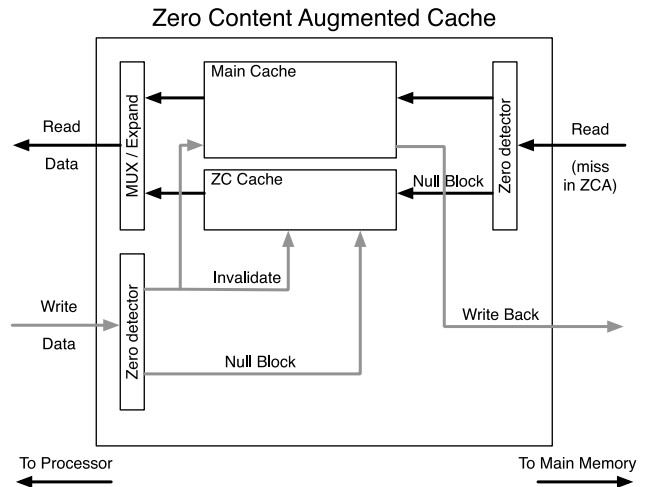 Zero Content Augmented Cache
Main Cache
MUX / Expand
Zero detector
Read
Data
Read
(miss
in ZCA)
ZC Cache
Null Block
Zero detector
Invalidate
Write
Data
Write Back
Null Block
To Processor
To Main Memory